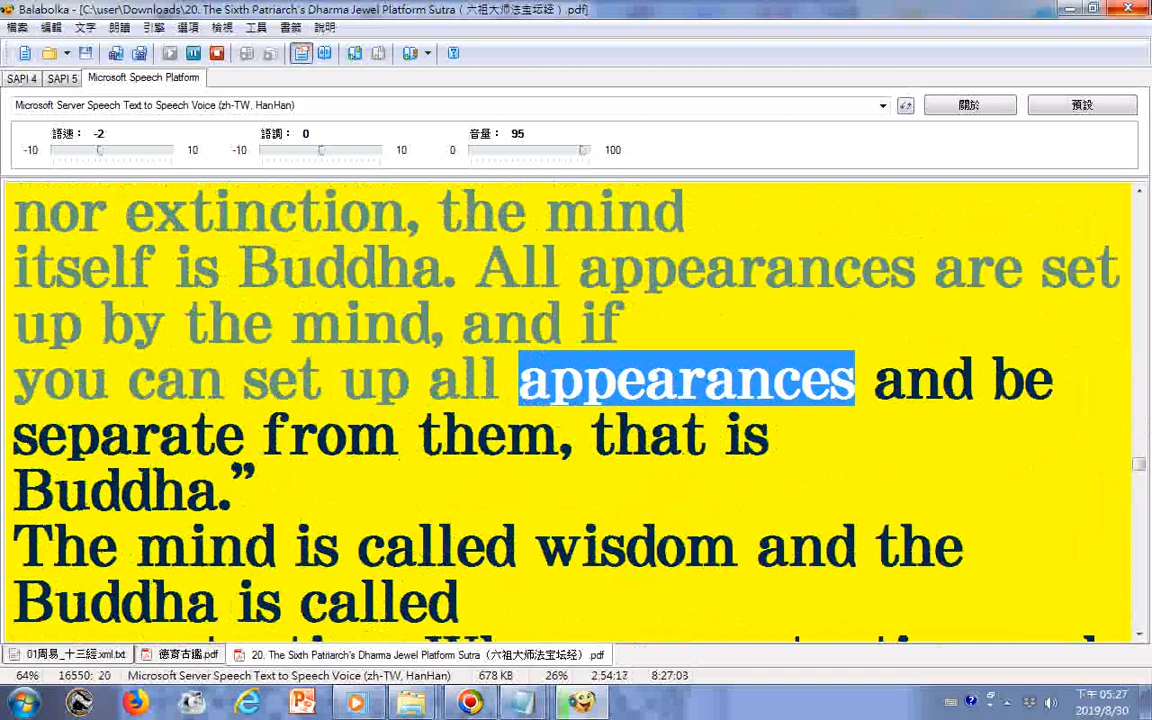 Balabolka - [C:\user\Downloads\20. The Sixth Patriarch's Dharma Jewel Platform Sutra（六祖大师法宝坛经）pdf]
檔案 編輯 文字 朗讀 引擎 選項 檢視 工具 書籤 說明
SAPI 4 SAPI 5 Microsoft Speech Platform
Microsoft Server Speech Text to Speech Voice (zh-TW, HanHan) 關於 預設
語速： -2 語調： 0 音量： 95
-10 10 -10 10 0 100
nor extinction, the mind
itself is Buddha. All appearances are set
up by the mind, and if
you can set up all appearances and be
separate from them, that is
Buddha.”
The mind is called wisdom and the
Buddha is called
01周易_十三經.xml.txt 德育古鑑.pdf 20. The Sixth Patriarch's Dharma Jewel Platform Sutra（六祖大师法宝坛经）.pdf
64% 16550: 20 Microsoft Server Speech Text to Speech Voice (zh-TW, HanHan) 678 KB 26% 2:54:13 8:27:03
下午 05:27
2019/8/30